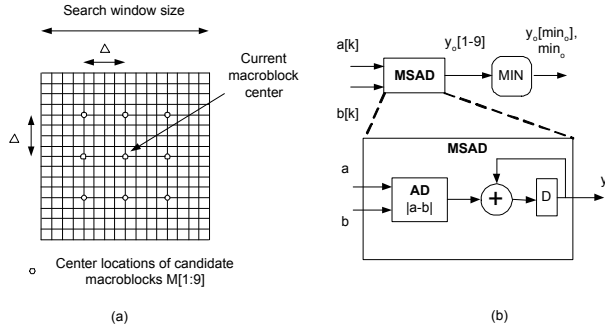 Search window size
△
Current
macroblock
center
△
Center locations of candidate
macroblocks M[1:9]
(a)
a[k]
b[k]
MSAD
yₒ[1-9]
MIN
yₒ[minₒ],
minₒ
MSAD
a
b
AD
|a-b|
+
D
y
(b)